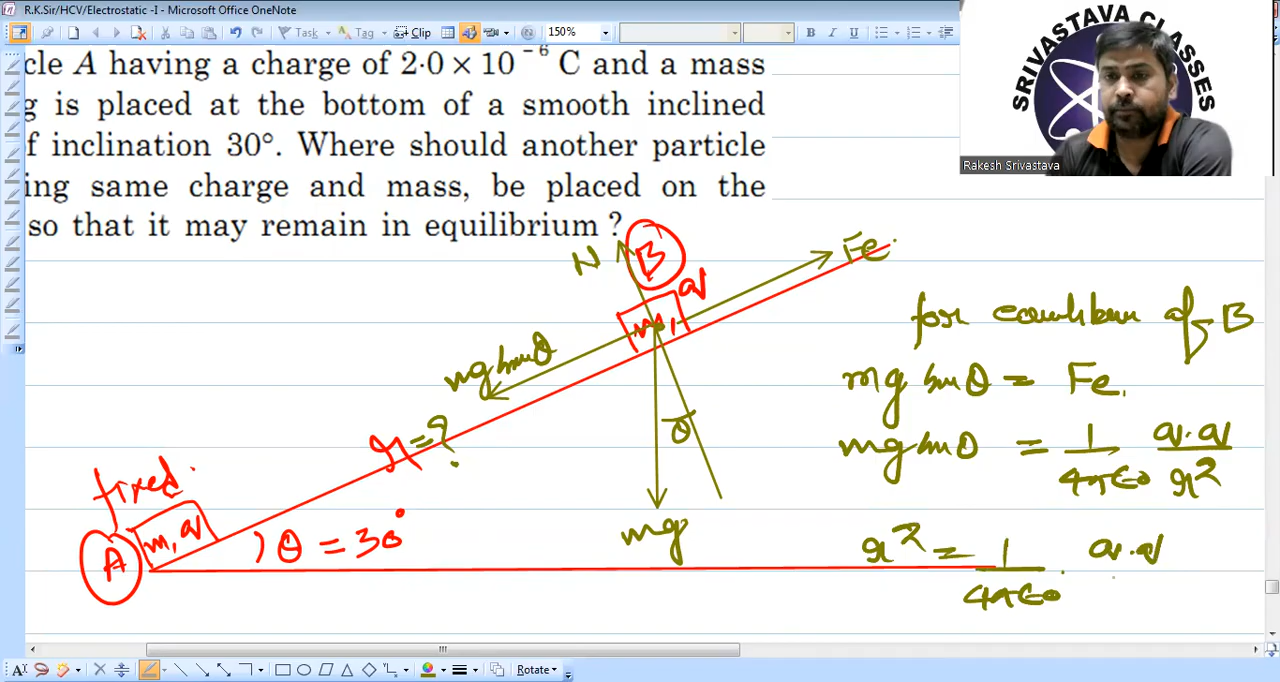 R.K.Sir/HCV/Electrostatic -I - Microsoft Office OneNote
Task
Tag
Clip
150%
B I U
cle A having a charge of 2·0 × 10⁻⁶ C and a mass
g is placed at the bottom of a smooth inclined
f inclination 30°. Where should another particle
ing same charge and mass, be placed on the
so that it may remain in equilibrium ?
SRIVASTAVA CLASSES
Rakesh Srivastava
N
B
q
m,
Fe
mg sinθ
θ
mg
r = ?
fixed
A
m, q
θ = 30°
for of B
mg sinθ = Fe
mg sinθ = 1/4πε0 q.q/r²
r² = 1/4πε0 . q.q
Rotate